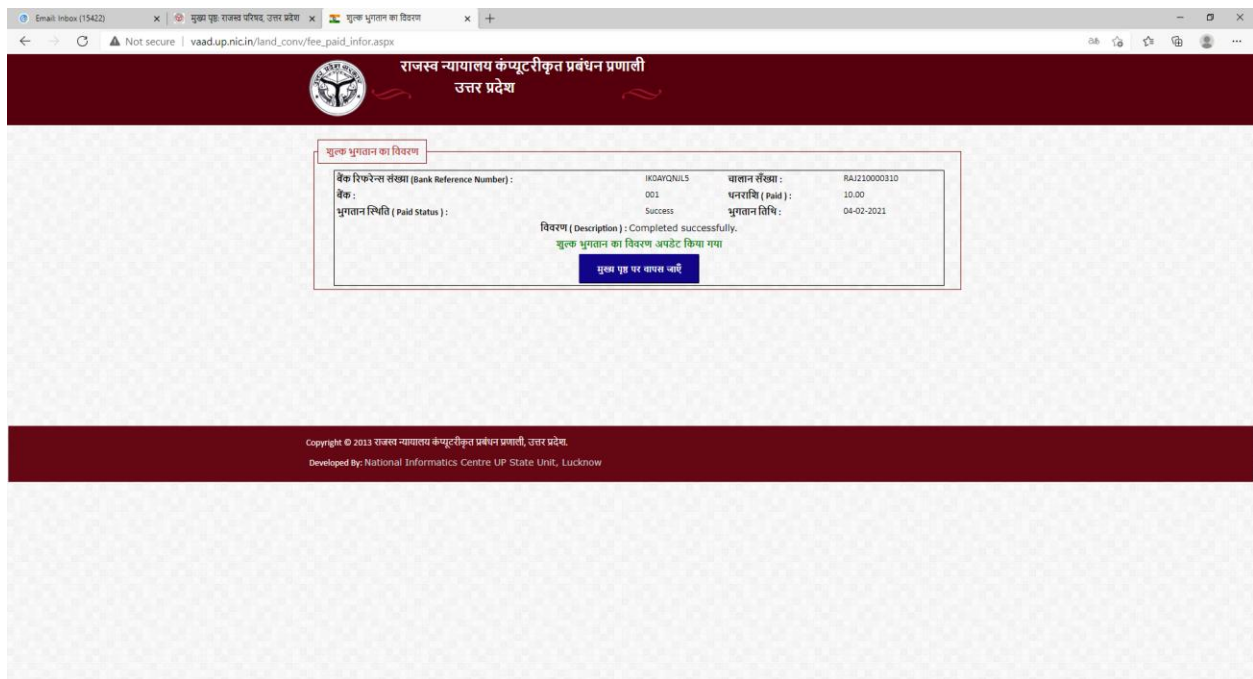 Email: Inbox (15422)
मुख्य पृष्ठ: राजस्व परिषद, उत्तर प्रदेश
शुल्क भुगतान का विवरण
Not secure | vaad.up.nic.in/land_conv/fee_paid_infor.aspx
राजस्व न्यायालय कंप्यूटरीकृत प्रबंधन प्रणाली
उत्तर प्रदेश
शुल्क भुगतान का विवरण
बैंक रिफरेन्स संख्या (Bank Reference Number) : IK0AYQNJL5 चालान सँख्या : RAJ210000310
बैंक : 001 धनराशि ( Paid ) : 10.00
भुगतान स्थिति ( Paid Status ) : Success भुगतान तिथि : 04-02-2021
विवरण ( Description ) : Completed successfully.
शुल्क भुगतान का विवरण अपडेट किया गया
मुख्य पृष्ठ पर वापस जाएँ
Copyright © 2013 राजस्व न्यायालय कंप्यूटरीकृत प्रबंधन प्रणाली, उत्तर प्रदेश.
Developed By: National Informatics Centre UP State Unit, Lucknow